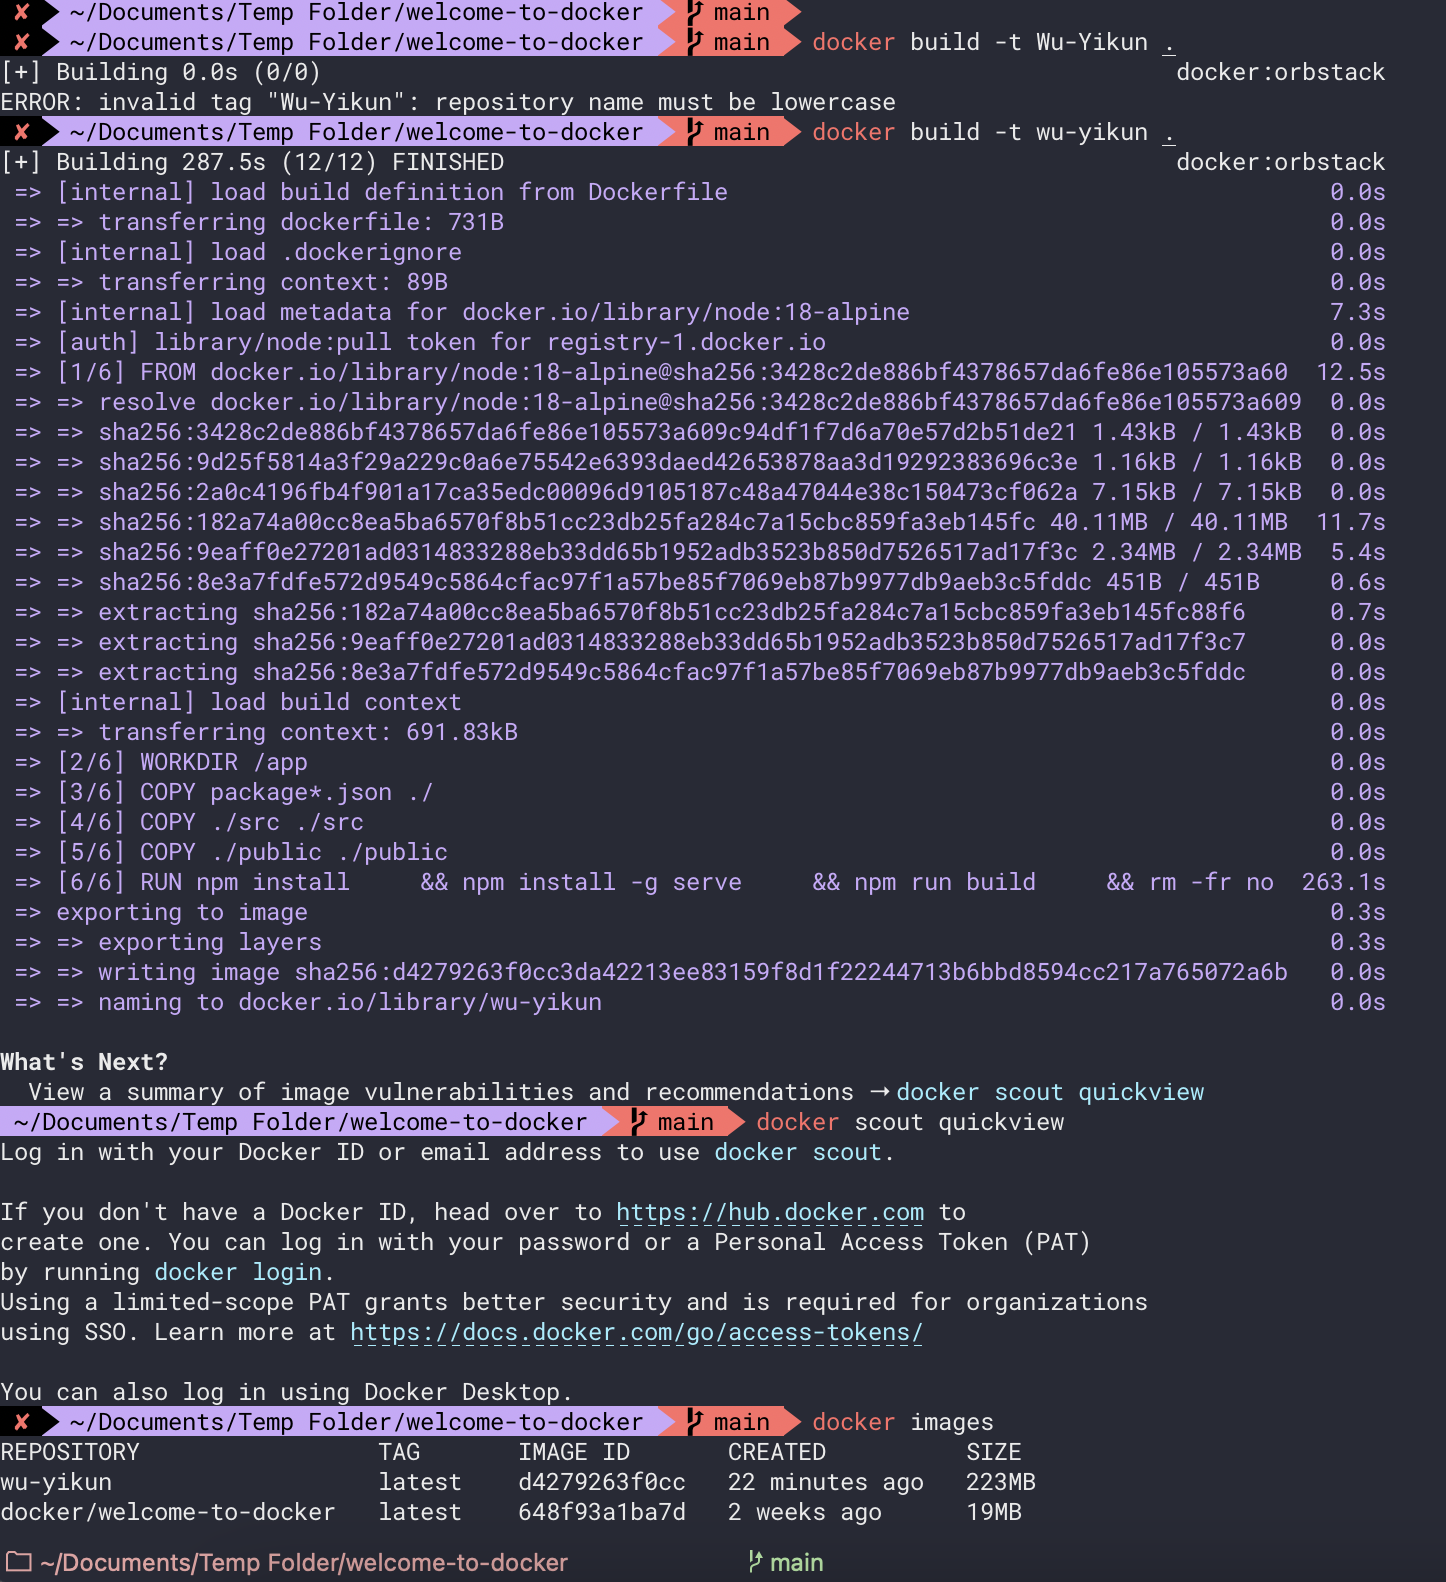 ✘ ~/Documents/Temp Folder/welcome-to-docker main
✘ ~/Documents/Temp Folder/welcome-to-docker main docker build -t Wu-Yikun .
[+] Building 0.0s (0/0) docker:orbstack
ERROR: invalid tag "Wu-Yikun": repository name must be lowercase
✘ ~/Documents/Temp Folder/welcome-to-docker main docker build -t wu-yikun .
[+] Building 287.5s (12/12) FINISHED docker:orbstack
=> [internal] load build definition from Dockerfile 0.0s
=> => transferring dockerfile: 731B 0.0s
=> [internal] load .dockerignore 0.0s
=> => transferring context: 89B 0.0s
=> [internal] load metadata for docker.io/library/node:18-alpine 7.3s
=> [auth] library/node:pull token for registry-1.docker.io 0.0s
=> [1/6] FROM docker.io/library/node:18-alpine@sha256:3428c2de886bf4378657da6fe86e105573a60 12.5s
=> => resolve docker.io/library/node:18-alpine@sha256:3428c2de886bf4378657da6fe86e105573a609 0.0s
=> => sha256:3428c2de886bf4378657da6fe86e105573a609c94df1f7d6a70e57d2b51de21 1.43kB / 1.43kB 0.0s
=> => sha256:9d25f5814a3f29a229c0a6e75542e6393daed42653878aa3d19292383696c3e 1.16kB / 1.16kB 0.0s
=> => sha256:2a0c4196fb4f901a17ca35edc00096d9105187c48a47044e38c150473cf062a 7.15kB / 7.15kB 0.0s
=> => sha256:182a74a00cc8ea5ba6570f8b51cc23db25fa284c7a15cbc859fa3eb145fc 40.11MB / 40.11MB 11.7s
=> => sha256:9eaff0e27201ad0314833288eb33dd65b1952adb3523b850d7526517ad17f3c 2.34MB / 2.34MB 5.4s
=> => sha256:8e3a7fdfe572d9549c5864cfac97f1a57be85f7069eb87b9977db9aeb3c5fddc 451B / 451B 0.6s
=> => extracting sha256:182a74a00cc8ea5ba6570f8b51cc23db25fa284c7a15cbc859fa3eb145fc88f6 0.7s
=> => extracting sha256:9eaff0e27201ad0314833288eb33dd65b1952adb3523b850d7526517ad17f3c7 0.0s
=> => extracting sha256:8e3a7fdfe572d9549c5864cfac97f1a57be85f7069eb87b9977db9aeb3c5fddc 0.0s
=> [internal] load build context 0.0s
=> => transferring context: 691.83kB 0.0s
=> [2/6] WORKDIR /app 0.0s
=> [3/6] COPY package*.json ./ 0.0s
=> [4/6] COPY ./src ./src 0.0s
=> [5/6] COPY ./public ./public 0.0s
=> [6/6] RUN npm install     && npm install -g serve     && npm run build     && rm -fr no 263.1s
=> exporting to image 0.3s
=> => exporting layers 0.3s
=> => writing image sha256:d4279263f0cc3da42213ee83159f8d1f22244713b6bbd8594cc217a765072a6b 0.0s
=> => naming to docker.io/library/wu-yikun 0.0s
What's Next?
View a summary of image vulnerabilities and recommendations → docker scout quickview
~/Documents/Temp Folder/welcome-to-docker main docker scout quickview
Log in with your Docker ID or email address to use docker scout.
If you don't have a Docker ID, head over to https://hub.docker.com to
create one. You can log in with your password or a Personal Access Token (PAT)
by running docker login.
Using a limited-scope PAT grants better security and is required for organizations
using SSO. Learn more at https://docs.docker.com/go/access-tokens/
You can also log in using Docker Desktop.
✘ ~/Documents/Temp Folder/welcome-to-docker main docker images
REPOSITORY TAG IMAGE ID CREATED SIZE
wu-yikun latest d4279263f0cc 22 minutes ago 223MB
docker/welcome-to-docker latest 648f93a1ba7d 2 weeks ago 19MB
~/Documents/Temp Folder/welcome-to-docker main